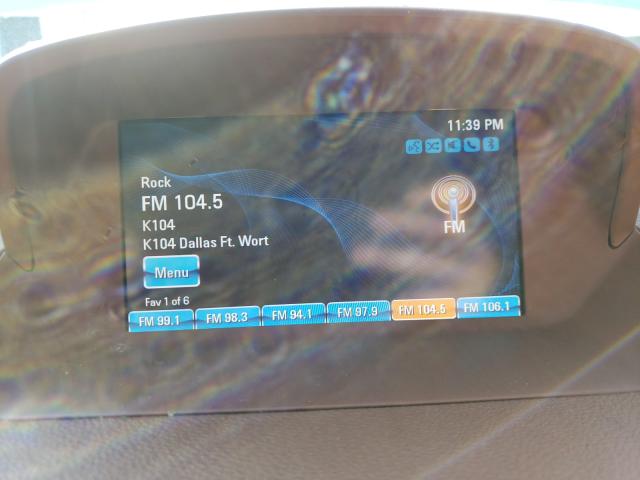 11:39 PM
Rock
FM 104.5
K104
FM
K104 Dallas Ft. Wort
Menu
Fav 1 of 6
FM 99.1 FM 98.3 FM 94.1 FM 97.9 FM 104.5 FM 106.1